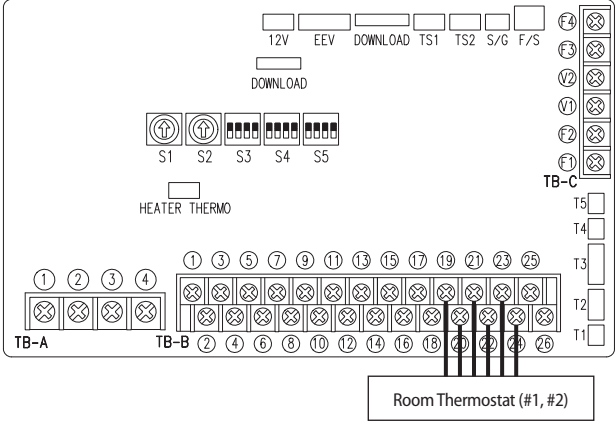 12V EEV DOWNLOAD TS1 TS2 S/G F/S
DOWNLOAD
S1 S2 S3 S4 S5
HEATER THERMO
F4
F3
V2
V1
F2
F1
TB-C
T5
T4
T3
T2
T1
1 2 3 4
TB-A
1 3 5 7 9 11 13 15 17 19 21 23 25
TB-B 2 4 6 8 10 12 14 16 18 20 22 24 26
Room Thermostat (#1, #2)